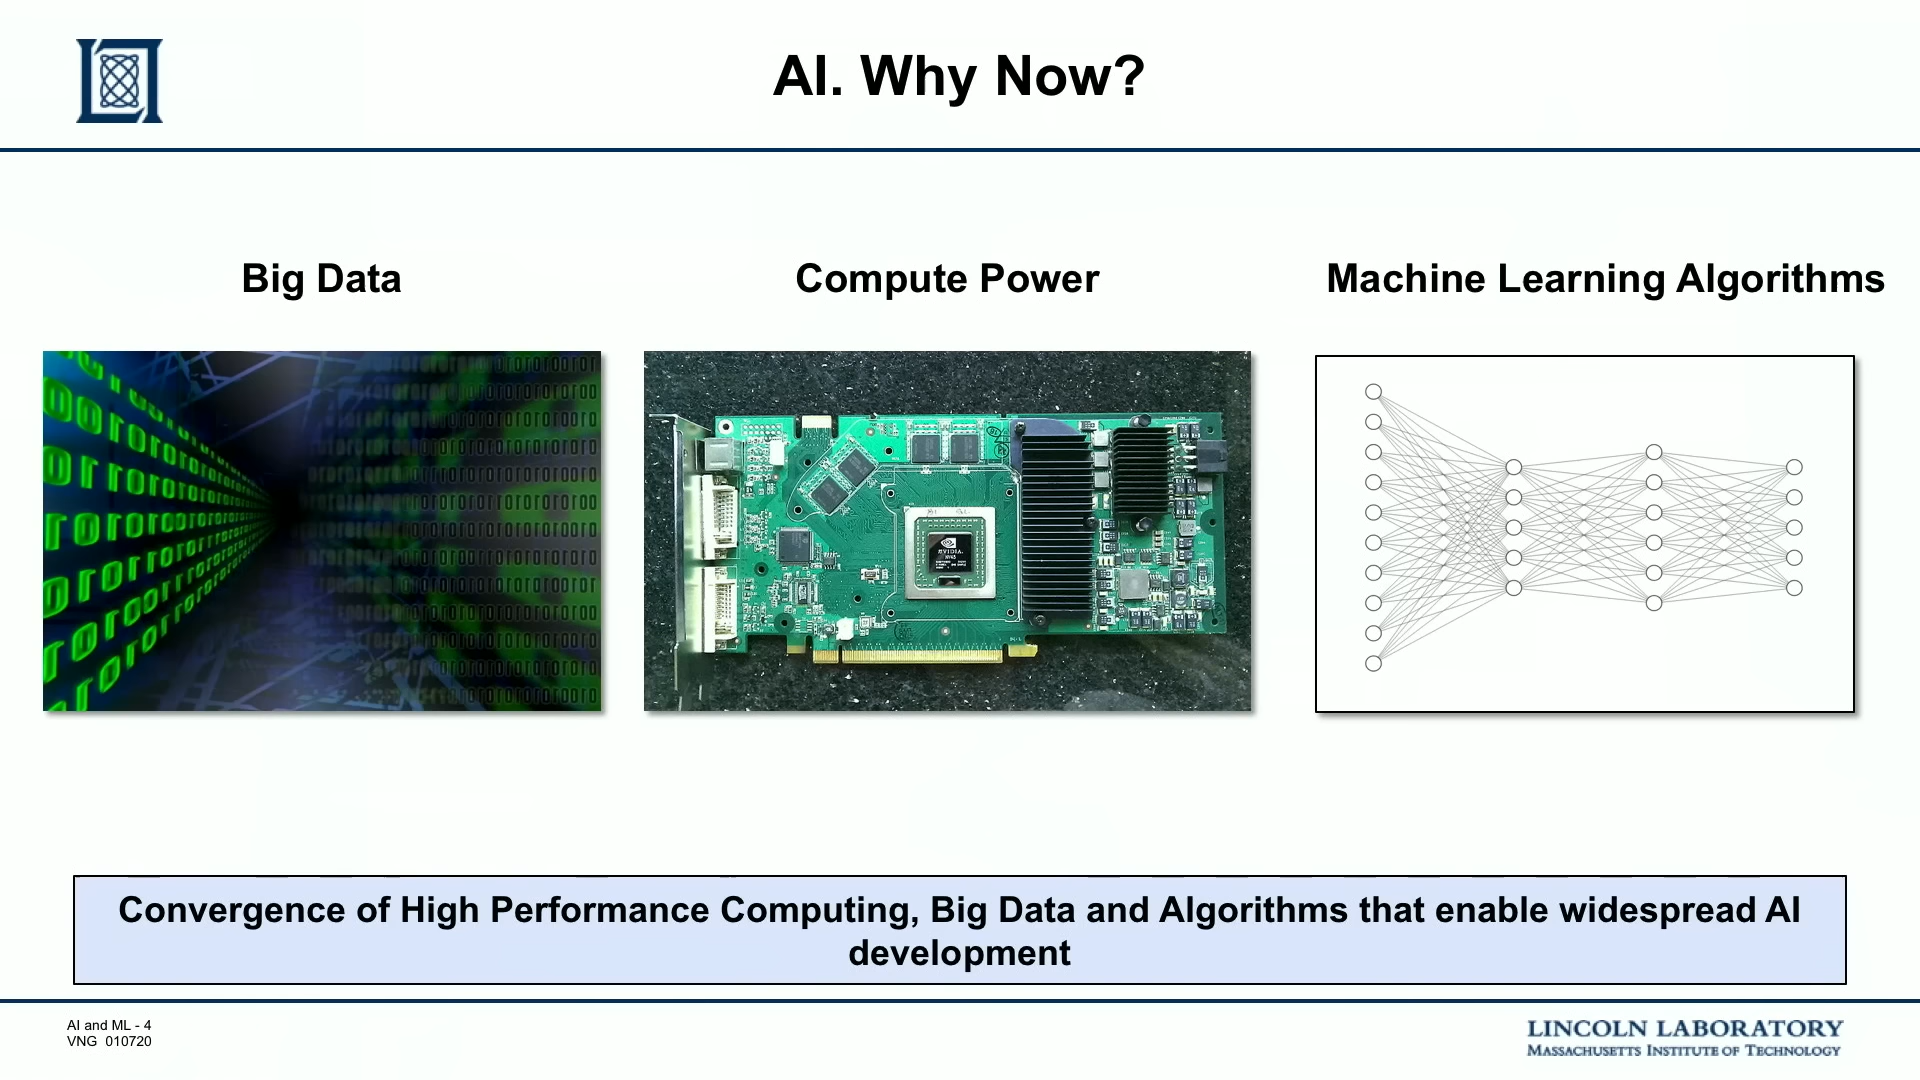 AI. Why Now?
Big Data
Compute Power
Machine Learning Algorithms
NVIDIA.
Convergence of High Performance Computing, Big Data and Algorithms that enable widespread AI
development
AI and ML - 4
VNG 010720
LINCOLN LABORATORY
MASSACHUSETTS INSTITUTE OF TECHNOLOGY